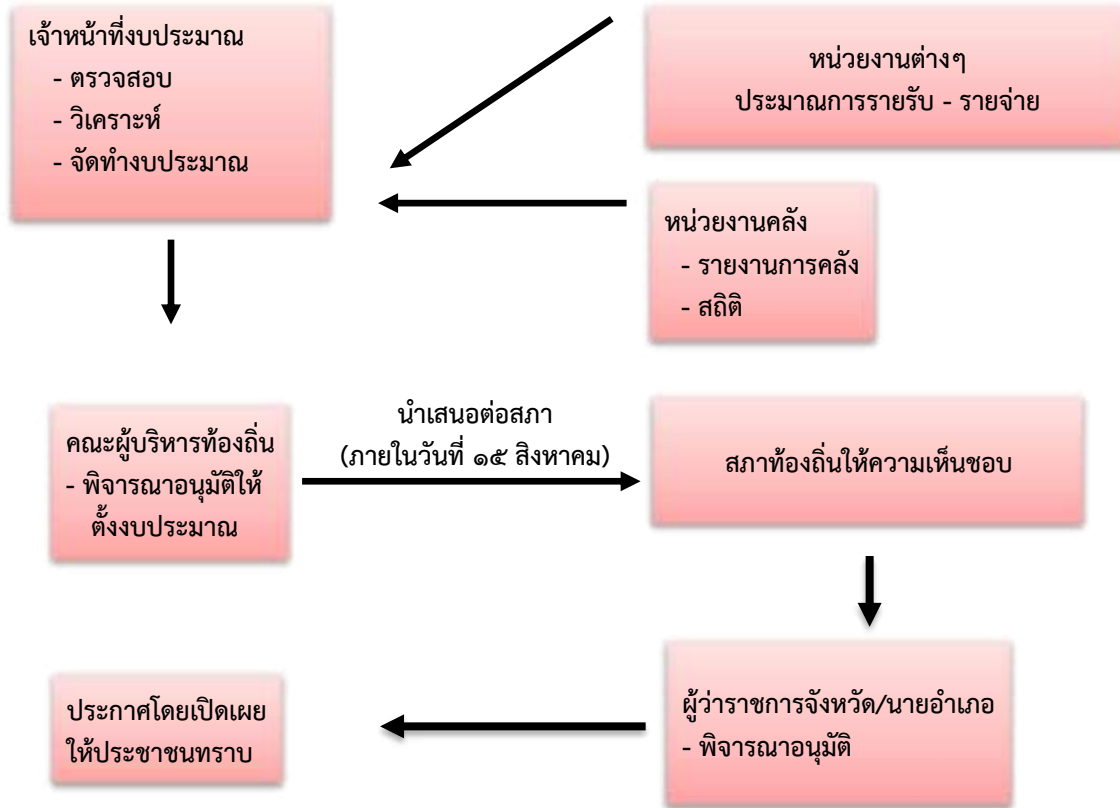 เจ้าหน้าที่งบประมาณ
- ตรวจสอบ
- วิเคราะห์
- จัดทำงบประมาณ
หน่วยงานต่างๆ
ประมาณการรายรับ - รายจ่าย
หน่วยงานคลัง
- รายงานการคลัง
- สถิติ
คณะผู้บริหารท้องถิ่น
- พิจารณาอนุมัติให้
ตั้งงบประมาณ
นำเสนอต่อสภา
(ภายในวันที่ ๑๕ สิงหาคม)
สภาท้องถิ่นให้ความเห็นชอบ
ผู้ว่าราชการจังหวัด/นายอำเภอ
- พิจารณาอนุมัติ
ประกาศโดยเปิดเผย
ให้ประชาชนทราบ